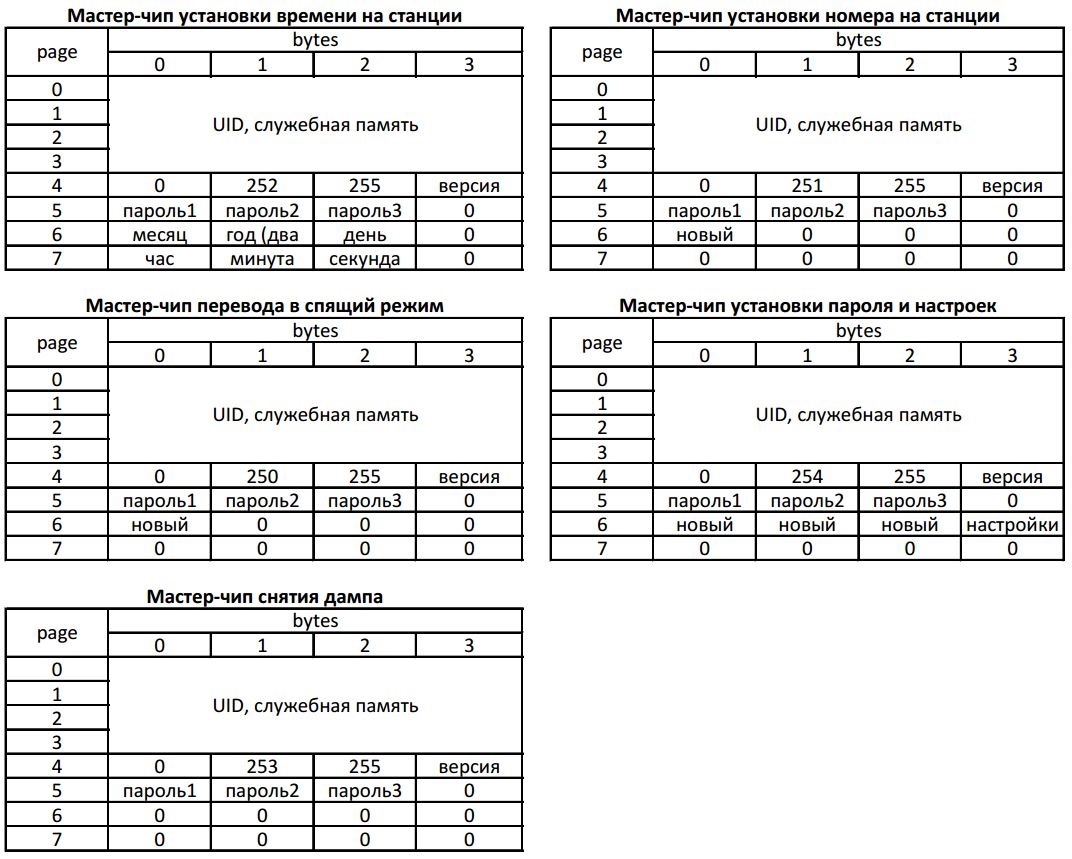 Мастер-чип установки времени на станции
page bytes
0 1 2 3
0
1
UID, служебная память
2
3
4 0 252 255 версия
5 пароль1 пароль2 пароль3 0
6 месяц год (два день 0
7 час минута секунда 0
Мастер-чип установки номера на станции
page bytes
0 1 2 3
0
1
UID, служебная память
2
3
4 0 251 255 версия
5 пароль1 пароль2 пароль3 0
6 новый 0 0 0
7 0 0 0 0
Мастер-чип перевода в спящий режим
page bytes
0 1 2 3
0
1
UID, служебная память
2
3
4 0 250 255 версия
5 пароль1 пароль2 пароль3 0
6 новый 0 0 0
7 0 0 0 0
Мастер-чип установки пароля и настроек
page bytes
0 1 2 3
0
1
UID, служебная память
2
3
4 0 254 255 версия
5 пароль1 пароль2 пароль3 0
6 новый новый новый настройки
7 0 0 0 0
Мастер-чип снятия дампа
page bytes
0 1 2 3
0
1
UID, служебная память
2
3
4 0 253 255 версия
5 пароль1 пароль2 пароль3 0
6 0 0 0 0
7 0 0 0 0